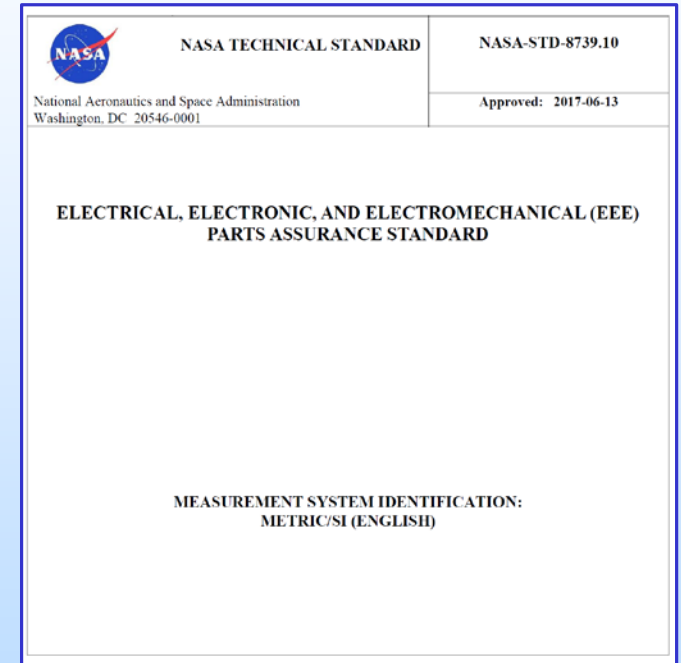 NASA
NASA TECHNICAL STANDARD
NASA-STD-8739.10
National Aeronautics and Space Administration
Washington, DC 20546-0001
Approved: 2017-06-13
ELECTRICAL, ELECTRONIC, AND ELECTROMECHANICAL (EEE)
PARTS ASSURANCE STANDARD
MEASUREMENT SYSTEM IDENTIFICATION:
METRIC/SI (ENGLISH)